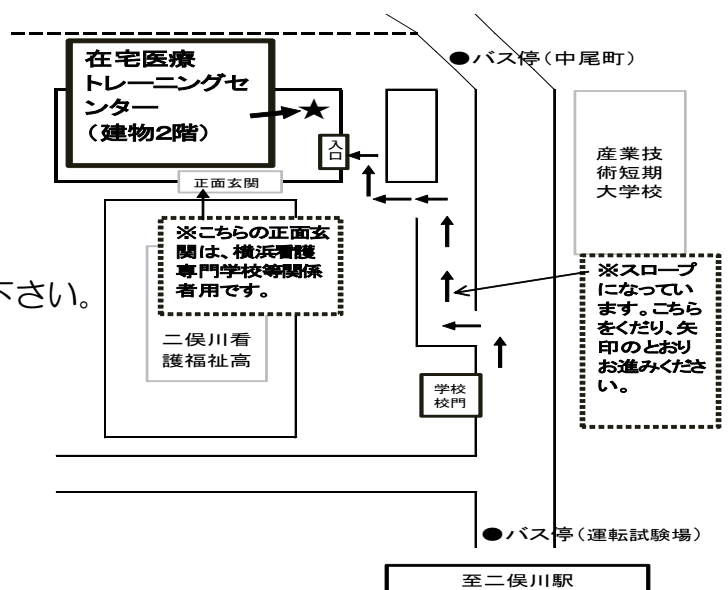 在宅医療
トレーニングセ
ンター
(建物2階)
●バス停(中尾町)
入口
正面玄関
産業技
術短期
大学校
※こちらの正面玄
関は、横浜看護
専門学校等関係
者用です。
※スロープ
になってい
ます。こちら
をくだり、矢
印のとおり
お進みくださ
い。
下さい。
二俣川看
護福祉高
学校
校門
●バス停(運転試験場)
至二俣川駅